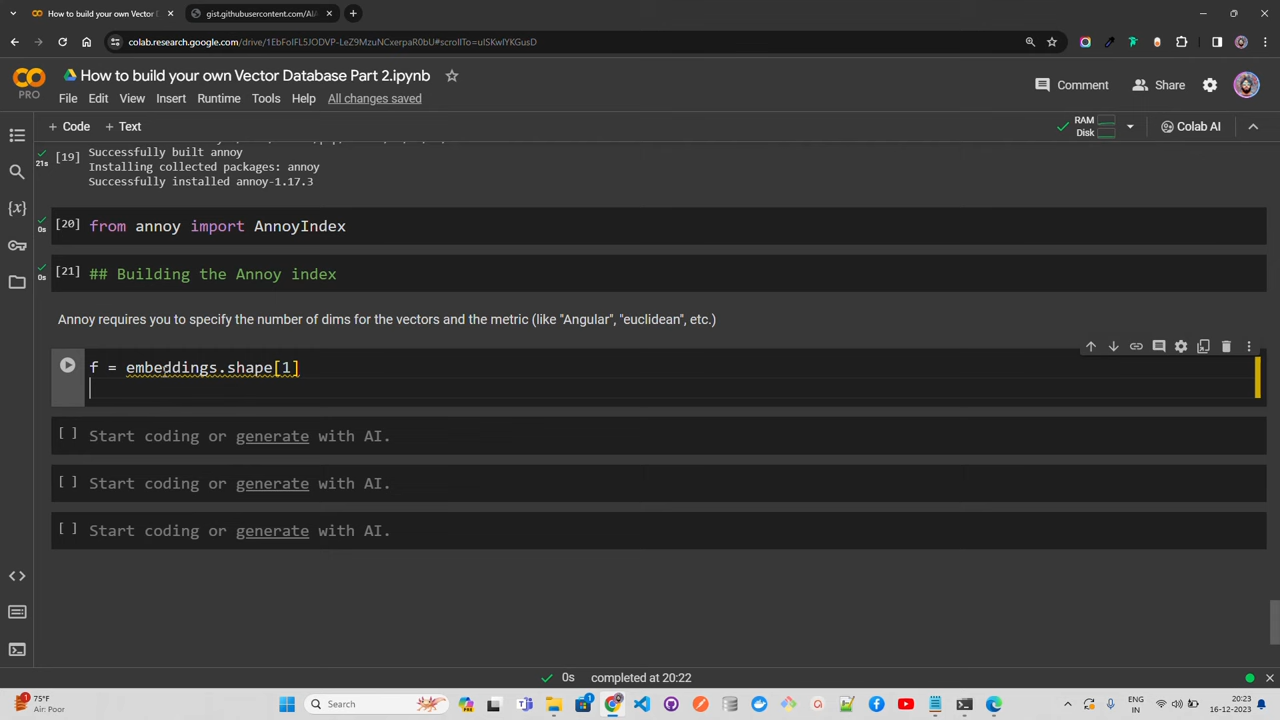 How to build your own Vector D
gist.githubusercontent.com/AIA
colab.research.google.com/drive/1EbFoIFL5JODVP-LeZ9MzuNCxerpaR0bU#scrollTo=uISKwIYKGusD
How to build your own Vector Database Part 2.ipynb
PRO
File Edit View Insert Runtime Tools Help All changes saved
Comment Share
+ Code + Text
RAM
Disk
Colab AI
21s
[19] Successfully built annoy
Installing collected packages: annoy
Successfully installed annoy-1.17.3
0s
[20] from annoy import AnnoyIndex
0s
[21] ## Building the Annoy index
Annoy requires you to specify the number of dims for the vectors and the metric (like "Angular", "euclidean", etc.)
f = embeddings.shape[1]
[ ] Start coding or generate with AI.
[ ] Start coding or generate with AI.
[ ] Start coding or generate with AI.
0s completed at 20:22
75°F
Air: Poor
Search
ENG
IN
20:23
16-12-2023